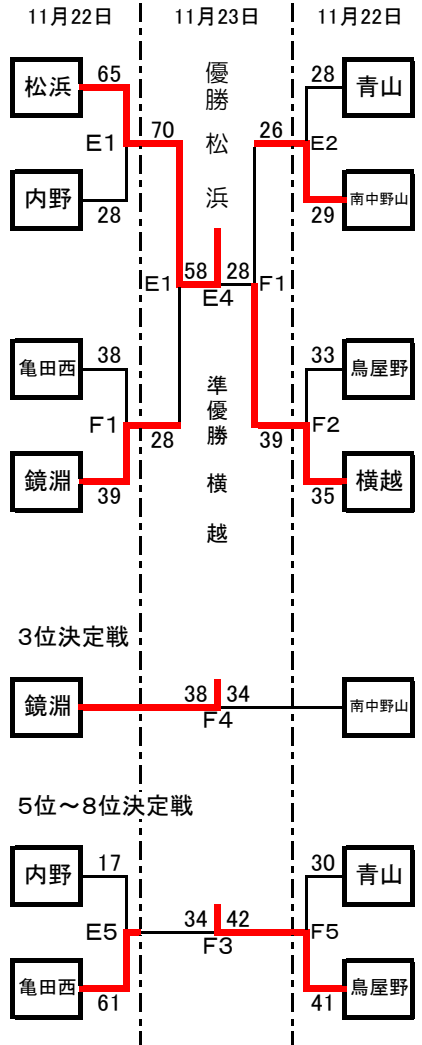 11月22日 11月23日 11月22日
松浜 65 優勝 松浜 28 青山
E1 70 26 E2
内野 28 29 南中野山
E1 58 28 F1
E4
亀田西 38 準優勝 横越 33 鳥屋野
F1 28 39 F2
鏡淵 39 35 横越
3位決定戦
鏡淵 38 34 南中野山
F4
5位～8位決定戦
内野 17 30 青山
E5 34 42 F5
F3
亀田西 61 41 鳥屋野